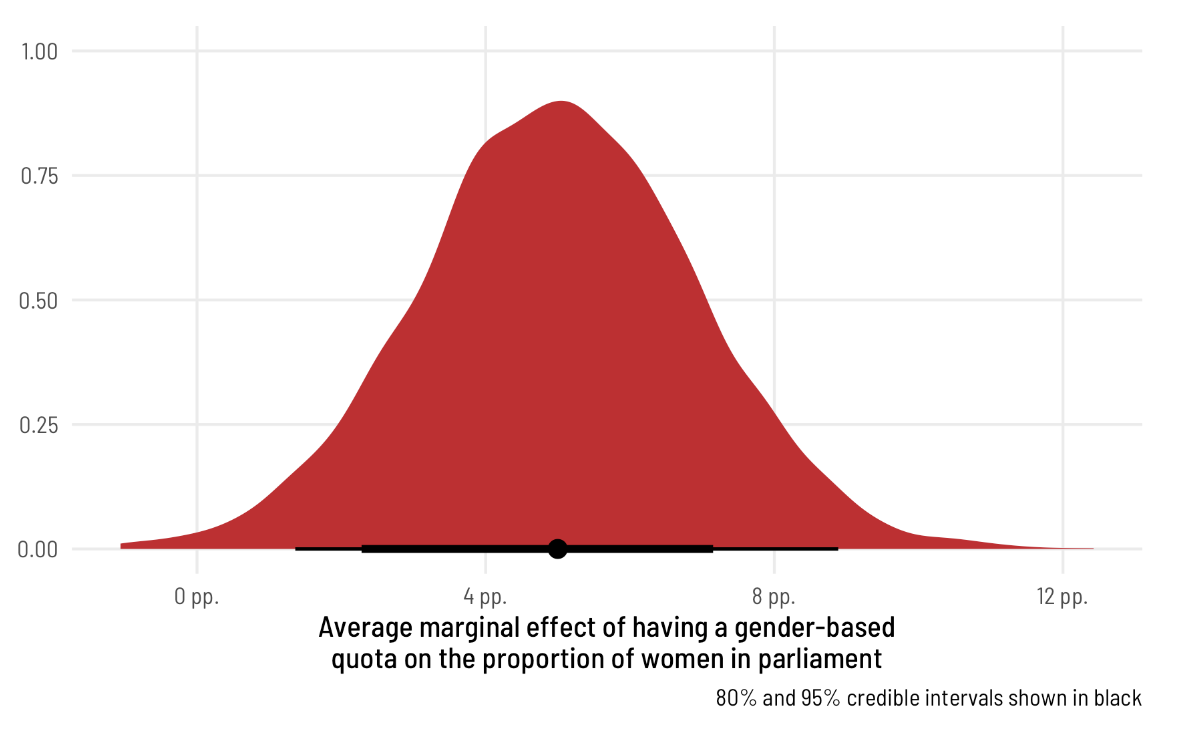 1.00
0.75
0.50
0.25
0.00
0 pp.
4 pp.
8 pp.
12 pp.
Average marginal effect of having a gender-based
quota on the proportion of women in parliament
80% and 95% credible intervals shown in black